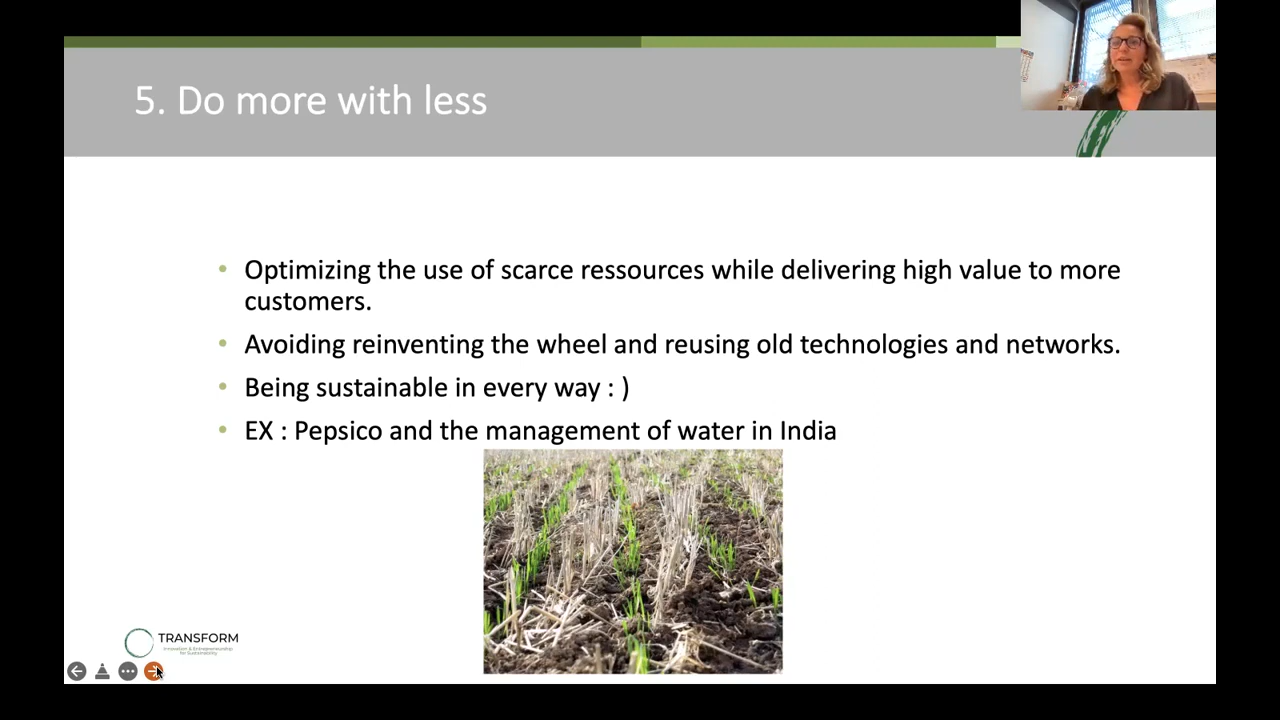 5. Do more with less
• Optimizing the use of scarce ressources while delivering high value to more
customers.
• Avoiding reinventing the wheel and reusing old technologies and networks.
• Being sustainable in every way : )
• EX : Pepsico and the management of water in India
TRANSFORM
Innovation & Entrepreneurship
for Sustainability